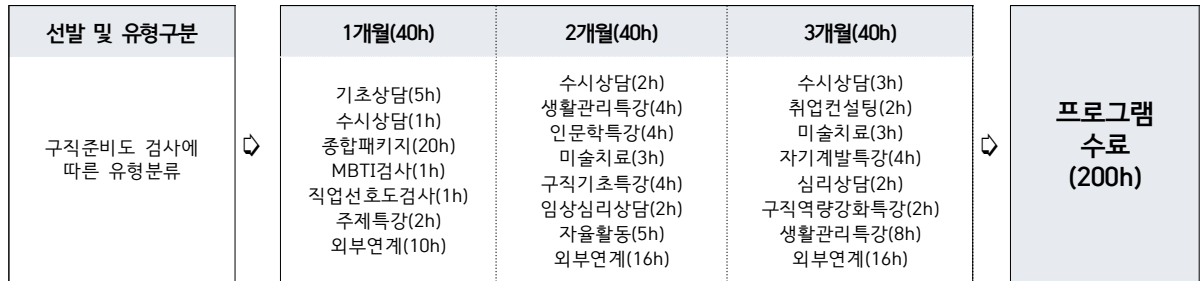 선발 및 유형구분
구직준비도 검사에
따른 유형분류
➪
1개월(40h)
기초상담(5h)
수시상담(1h)
종합패키지(20h)
MBTI검사(1h)
직업선호도검사(1h)
주제특강(2h)
외부연계(10h)
2개월(40h)
수시상담(2h)
생활관리특강(4h)
인문학특강(4h)
미술치료(3h)
구직기초특강(4h)
임상심리상담(2h)
자율활동(5h)
외부연계(16h)
3개월(40h)
수시상담(3h)
취업컨설팅(2h)
미술치료(3h)
자기계발특강(4h)
심리상담(2h)
구직역량강화특강(2h)
생활관리특강(8h)
외부연계(16h)
➪
프로그램
수료
(200h)